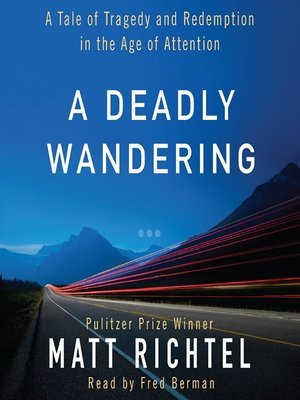 A Tale of Tragedy and Redemption
in the Age of Attention
A DEADLY
WANDERING
Pulitzer Prize Winner
MATT RICHTEL
Read by Fred Berman